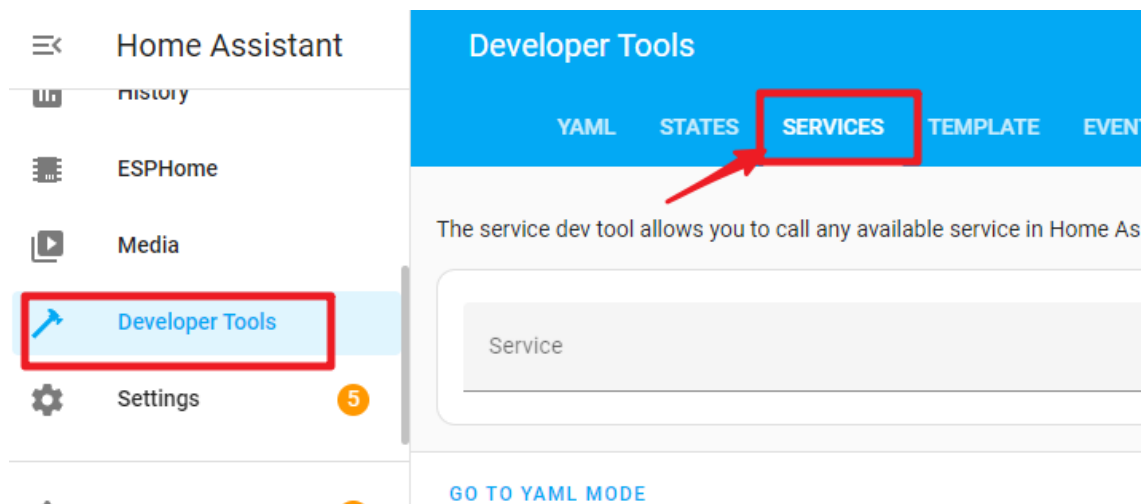 Home Assistant
History
ESPHome
Media
Developer Tools
Settings
5
Developer Tools
YAML STATES SERVICES TEMPLATE EVENT
The service dev tool allows you to call any available service in Home As
Service
GO TO YAML MODE